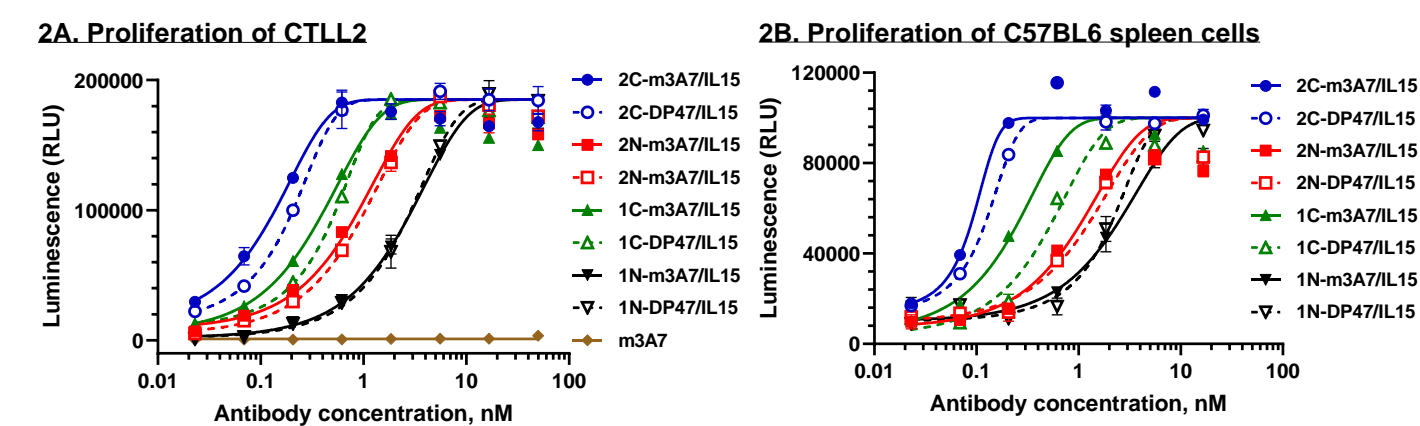 2A. Proliferation of CTLL2
200000
100000
0
0.01
0.1
1
10
100
Luminescence (RLU)
Antibody concentration, nM
2C-m3A7/IL15
2C-DP47/IL15
2N-m3A7/IL15
2N-m3A7/IL15
1C-m3A7/IL15
1C-DP47/IL15
1N-m3A7/IL15
1N-DP47/IL15
m3A7
2B. Proliferation of C57BL6 spleen cells
120000
80000
40000
0
0.01
0.1
1
10
100
Luminescence (RLU)
Antibody concentration, nM
2C-m3A7/IL15
2C-DP47/IL15
2N-m3A7/IL15
2N-DP47/IL15
1C-m3A7/IL15
1C-DP47/IL15
1N-m3A7/IL15
1N-DP47/IL15